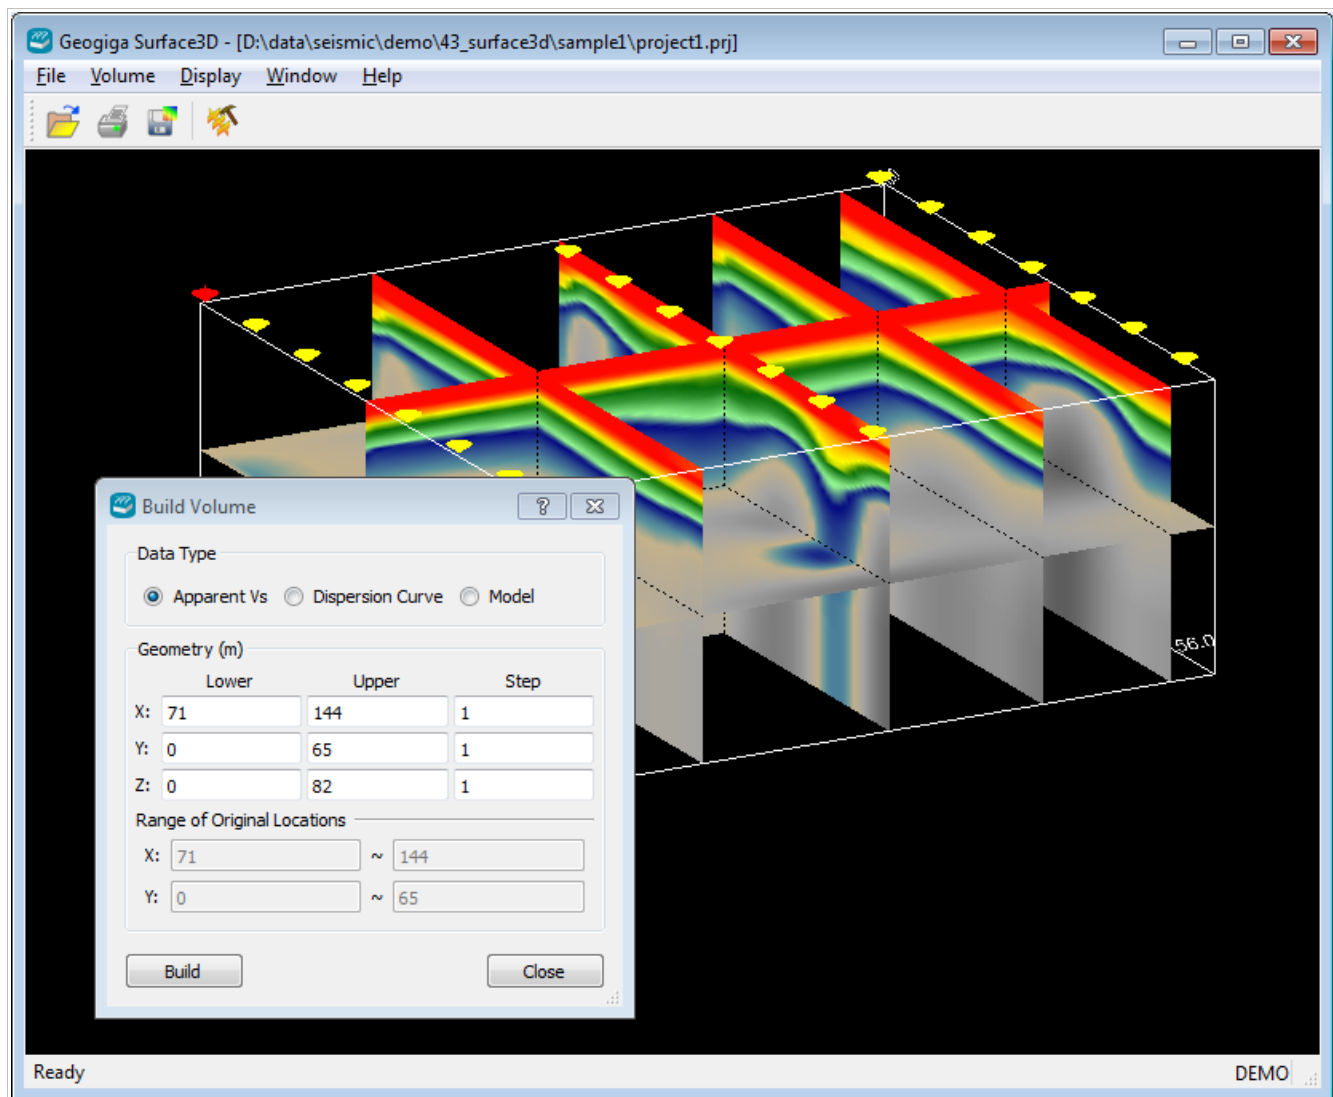 Geogiga Surface3D - [D:\data\seismic\demo\43_surface3d\sample1\project1.prj]
File Volume Display Window Help
Build Volume
Data Type
Apparent Vs Dispersion Curve Model
Geometry (m)
Lower Upper Step
X: 71 144 1
Y: 0 65 1
Z: 0 82 1
Range of Original Locations
X: 71 ~ 144
Y: 0 ~ 65
Build Close
56.0
Ready DEMO